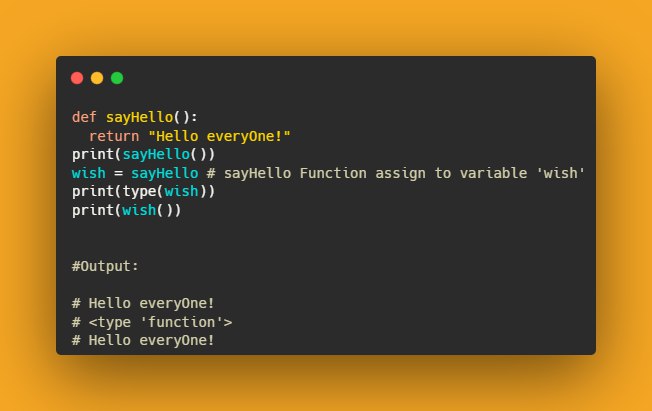 def sayHello():
  return "Hello everyOne!"
print(sayHello())
wish = sayHello # sayHello Function assign to variable 'wish'
print(type(wish))
print(wish())
#Output:
# Hello everyOne!
# <type 'function'>
# Hello everyOne!